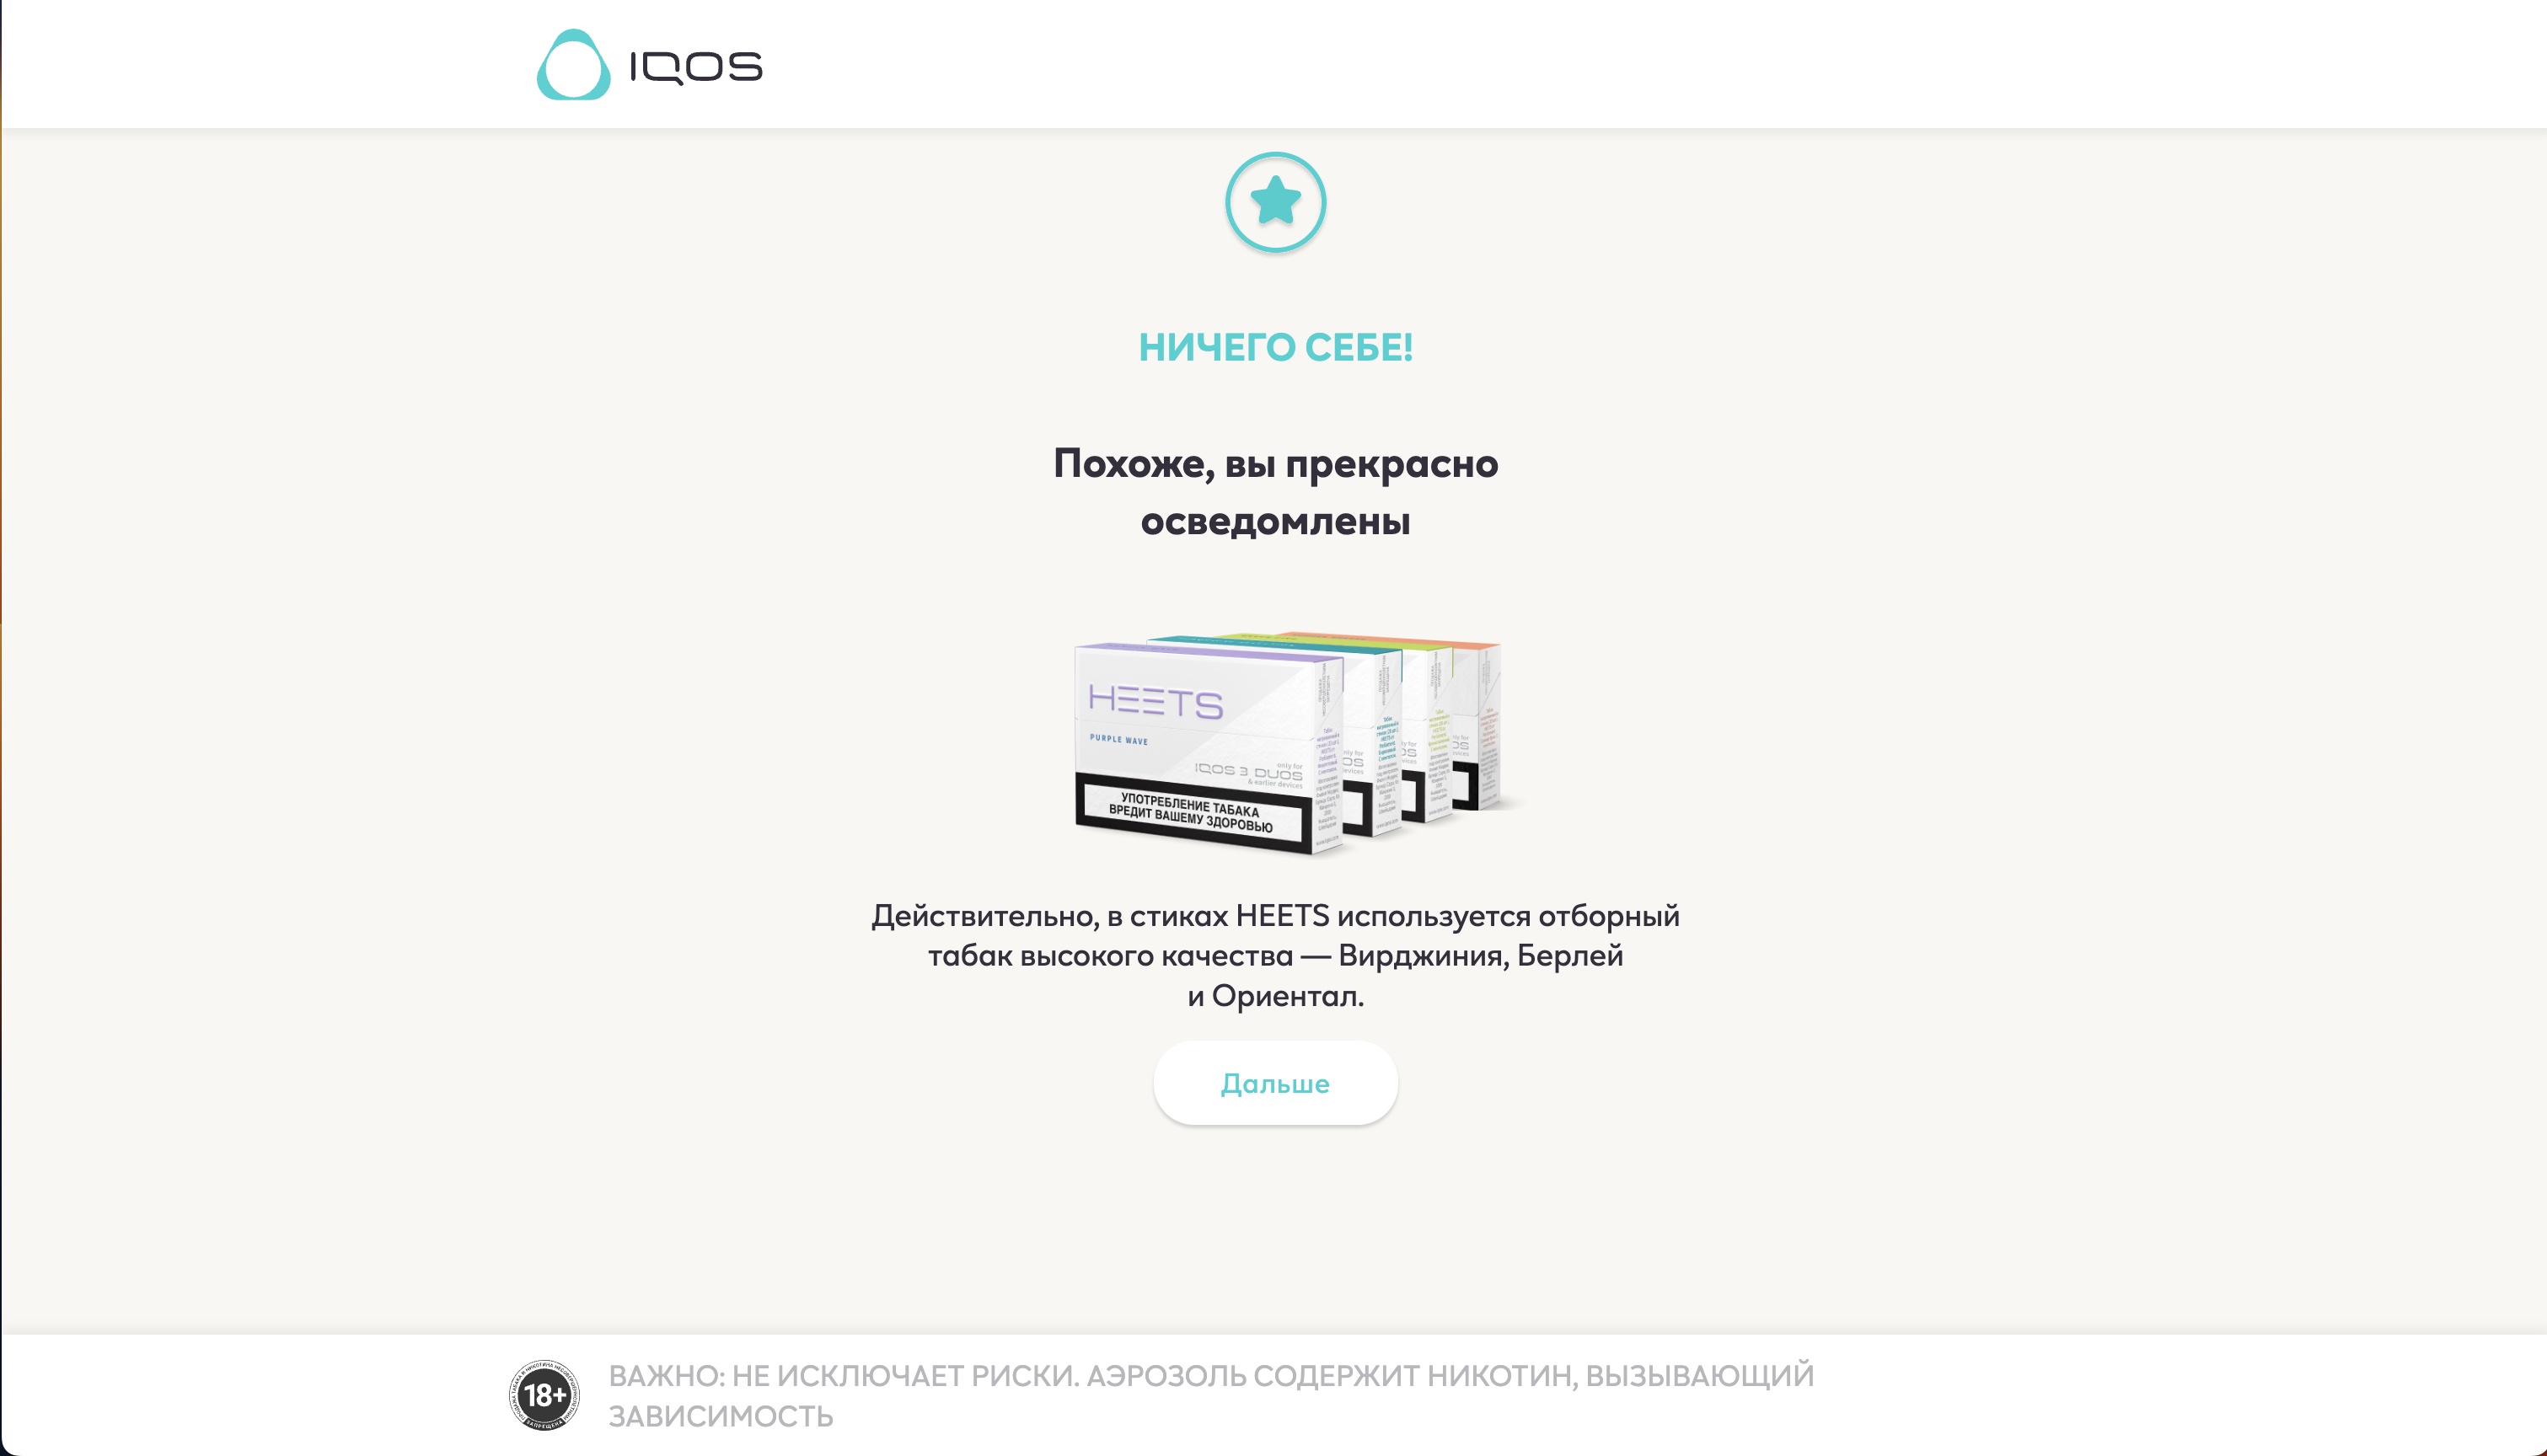 IQOS
НИЧЕГО СЕБЕ!
Похоже, вы прекрасно
осведомлены
HEETS
PURPLE WAVE
only for
IQOS 3 DUOS
& earlier devices
УПОТРЕБЛЕНИЕ ТАБАКА
ВРЕДИТ ВАШЕМУ ЗДОРОВЬЮ
Действительно, в стиках HEETS используется отборный
табак высокого качества — Вирджиния, Берлей
и Ориентал.
Дальше
18+
ЗАПРЕЩЕНА
ВАЖНО: НЕ ИСКЛЮЧАЕТ РИСКИ. АЭРОЗОЛЬ СОДЕРЖИТ НИКОТИН, ВЫЗЫВАЮЩИЙ
ЗАВИСИМОСТЬ